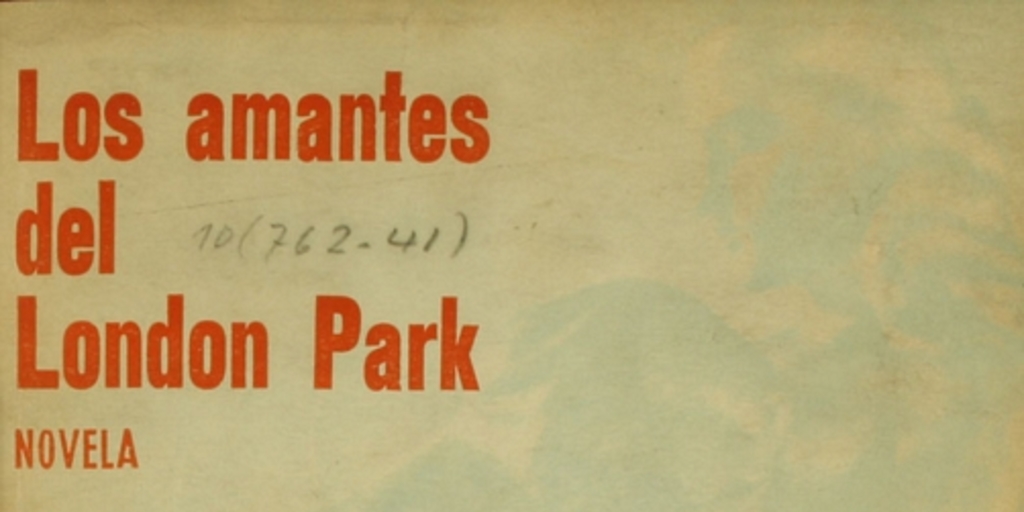 Los amantes
del
10(762-41)
London Park
NOVELA